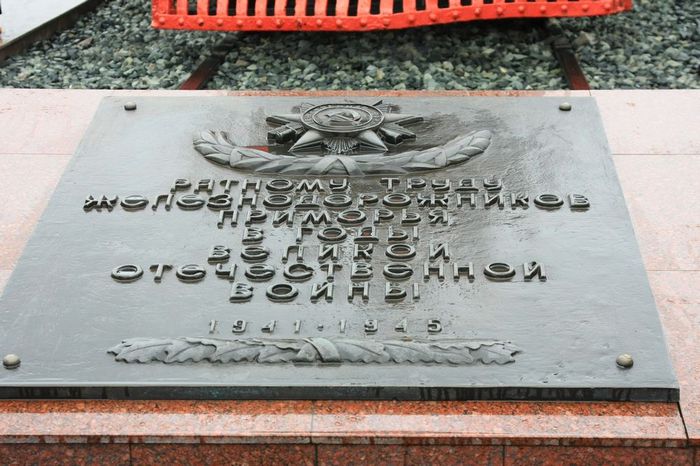 РАТНОМУ ТРУДУ
ЖЕЛЕЗНОДОРОЖНИКОВ
ПРИМОРЬЯ
В ГОДЫ
ВЕЛИКОЙ
ОТЕЧЕСТВЕННОЙ
ВОЙНЫ
1941-1945